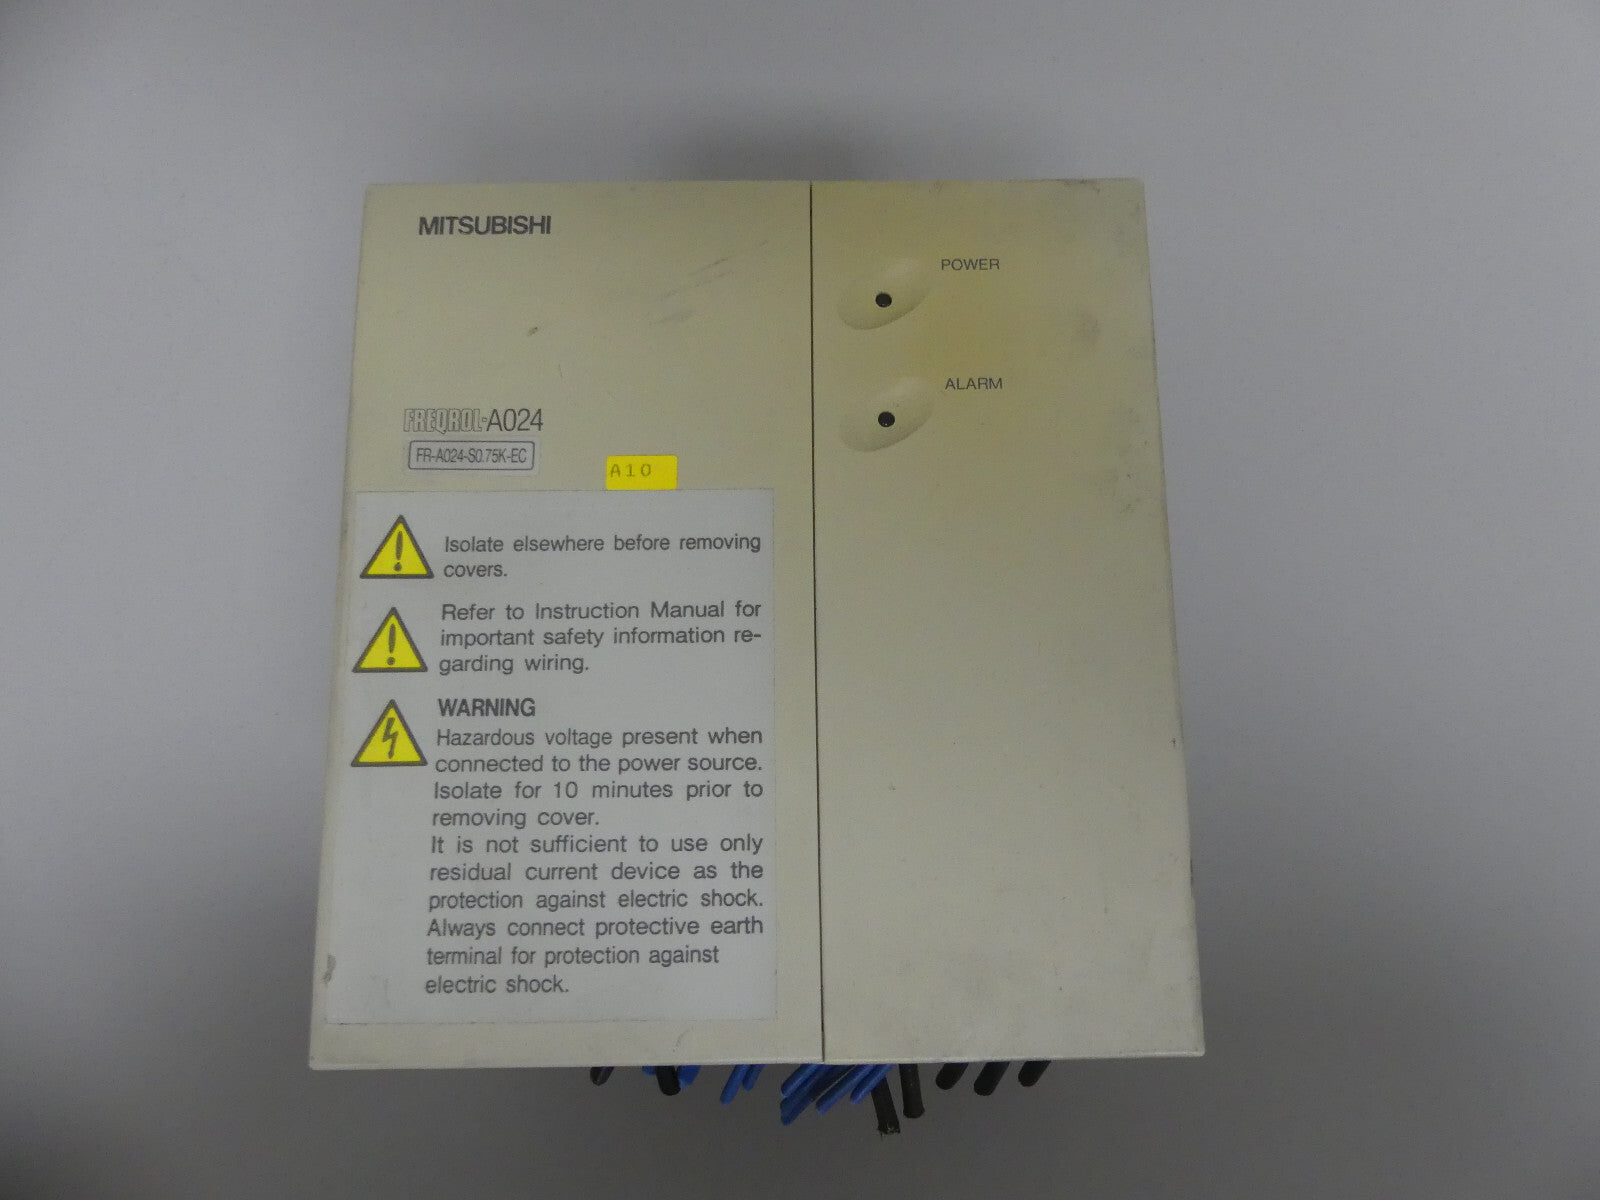 MITSUBISHI
POWER
ALARM
FREQROL-A024
FR-A024-S0.75K-EC
A10
Isolate elsewhere before removing
covers.
Refer to Instruction Manual for
important safety information re-
garding wiring.
WARNING
Hazardous voltage present when
connected to the power source.
Isolate for 10 minutes prior to
removing cover.
It is not sufficient to use only
residual current device as the
protection against electric shock.
Always connect protective earth
terminal for protection against
electric shock.